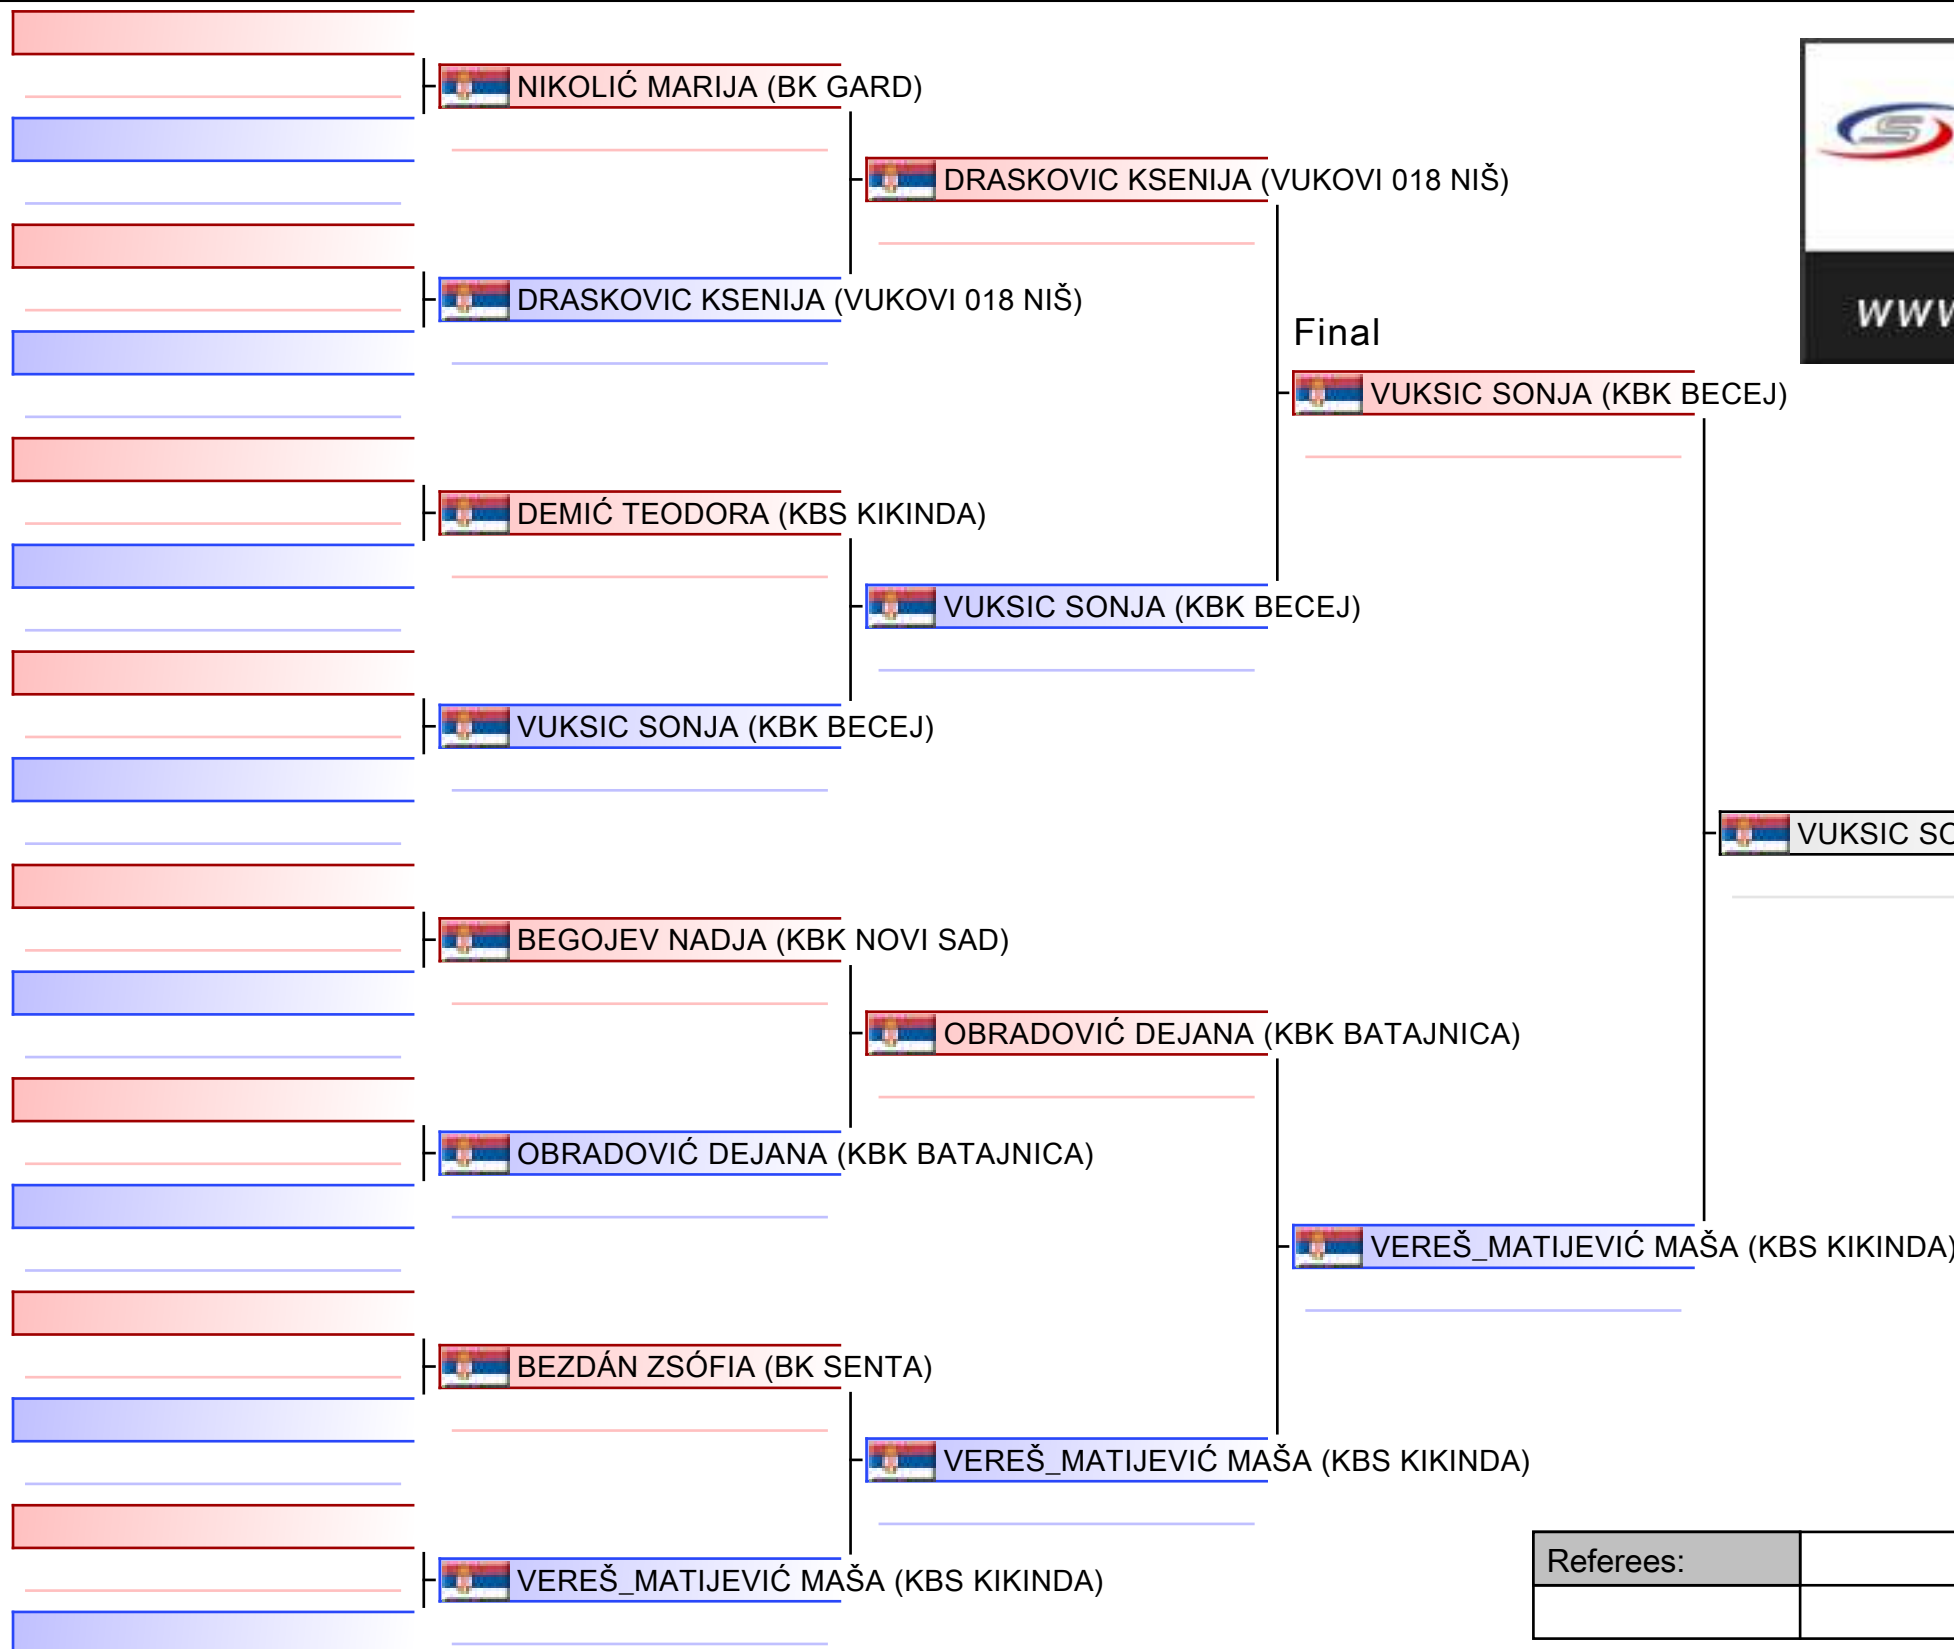 NIKOLIĆ MARIJA (BK GARD)
DRASKOVIC KSENIJA (VUKOVI 018 NIŠ)
DRASKOVIC KSENIJA (VUKOVI 018 NIŠ)
www
Final
VUKSIC SONJA (KBK BECEJ)
DEMIĆ TEODORA (KBS KIKINDA)
VUKSIC SONJA (KBK BECEJ)
VUKSIC SONJA (KBK BECEJ)
VUKSIC SO
BEGOJEV NADJA (KBK NOVI SAD)
OBRADOVIĆ DEJANA (KBK BATAJNICA)
OBRADOVIĆ DEJANA (KBK BATAJNICA)
VEREŠ_MATIJEVIĆ MAŠA (KBS KIKINDA)
BEZDÁN ZSÓFIA (BK SENTA)
VEREŠ_MATIJEVIĆ MAŠA (KBS KIKINDA)
Referees:
VEREŠ_MATIJEVIĆ MAŠA (KBS KIKINDA)